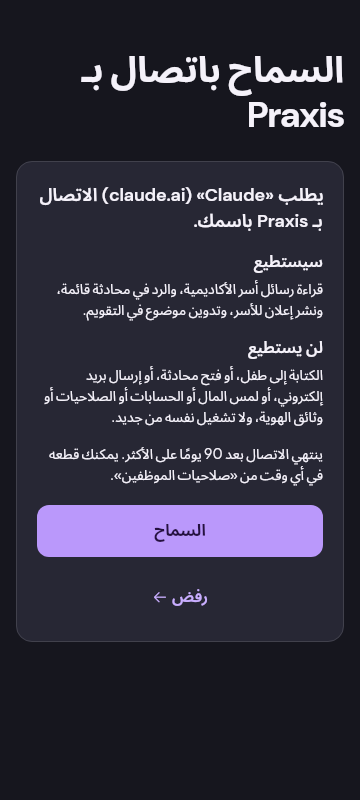 السماح باتصال بـ
Praxis
يطلب «Claude» (claude.ai) الاتصال
بـ Praxis باسمك.
سيستطيع
قراءة رسائل أسر الأكاديمية، والرد في محادثة قائمة،
ونشر إعلان للأسر، وتدوين موضوع في التقويم.
لن يستطيع
الكتابة إلى طفل، أو فتح محادثة، أو إرسال بريد
إلكتروني، أو لمس المال أو الحسابات أو الصلاحيات أو
وثائق الهوية، ولا تشغيل نفسه من جديد.
ينتهي الاتصال بعد 90 يومًا على الأكثر. يمكنك قطعه
في أي وقت من «صلاحيات الموظفين».
السماح
رفض ←